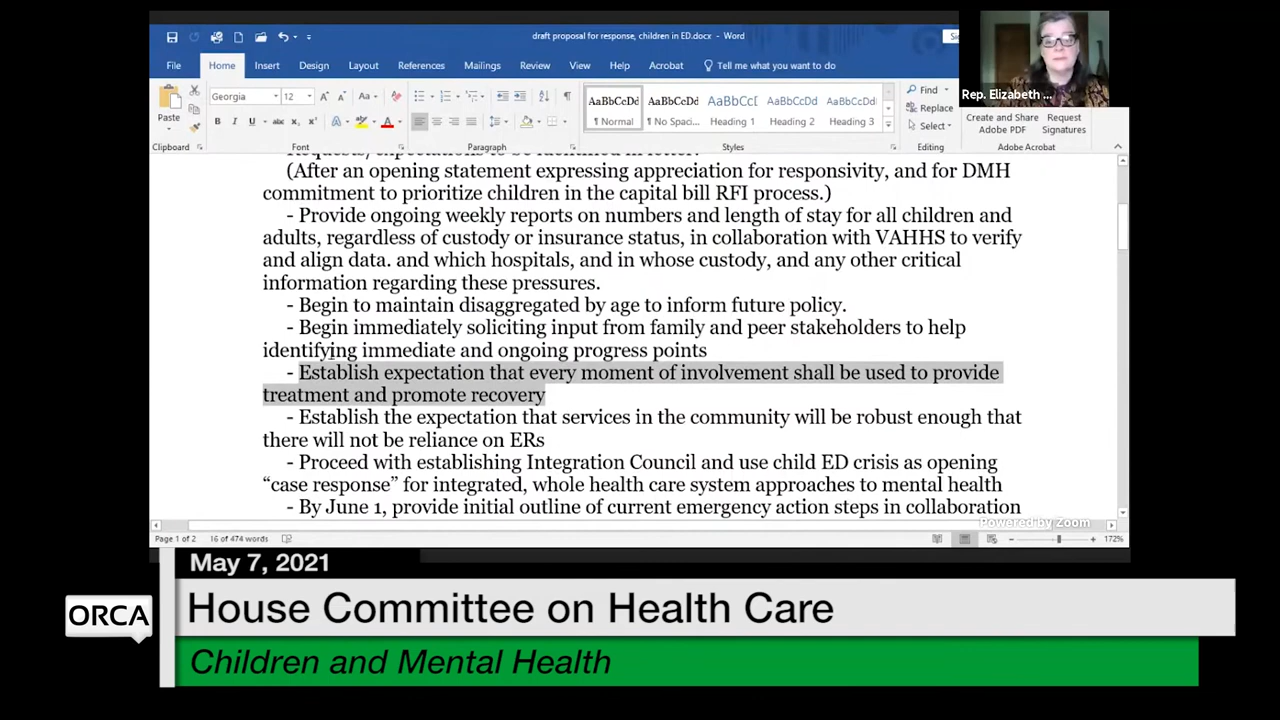 draft proposal for response, children in ED.docx - Word
File Home Insert Design Layout References Mailings Review View Help Acrobat Tell me what you want to do
Rep. Elizabeth ...
Paste
Georgia 12
B I U
AaBbCcDd AaBbCcDd AaBbC( AaBbCcD AaBbCcD
¶ Normal ¶ No Spaci... Heading 1 Heading 2 Heading 3
Find
Replace
Select
Create and Share Adobe PDF
Request Signatures
Clipboard Font Paragraph Styles Editing Adobe Acrobat
Requests/expectations to be identified in letter:
(After an opening statement expressing appreciation for responsivity, and for DMH
commitment to prioritize children in the capital bill RFI process.)
- Provide ongoing weekly reports on numbers and length of stay for all children and
adults, regardless of custody or insurance status, in collaboration with VAHHS to verify
and align data. and which hospitals, and in whose custody, and any other critical
information regarding these pressures.
- Begin to maintain disaggregated by age to inform future policy.
- Begin immediately soliciting input from family and peer stakeholders to help
identifying immediate and ongoing progress points
- Establish expectation that every moment of involvement shall be used to provide
treatment and promote recovery
- Establish the expectation that services in the community will be robust enough that
there will not be reliance on ERs
- Proceed with establishing Integration Council and use child ED crisis as opening
“case response” for integrated, whole health care system approaches to mental health
- By June 1, provide initial outline of current emergency action steps in collaboration
Powered by Zoom
Page 1 of 2 16 of 474 words 172%
May 7, 2021
ORCA
House Committee on Health Care
Children and Mental Health